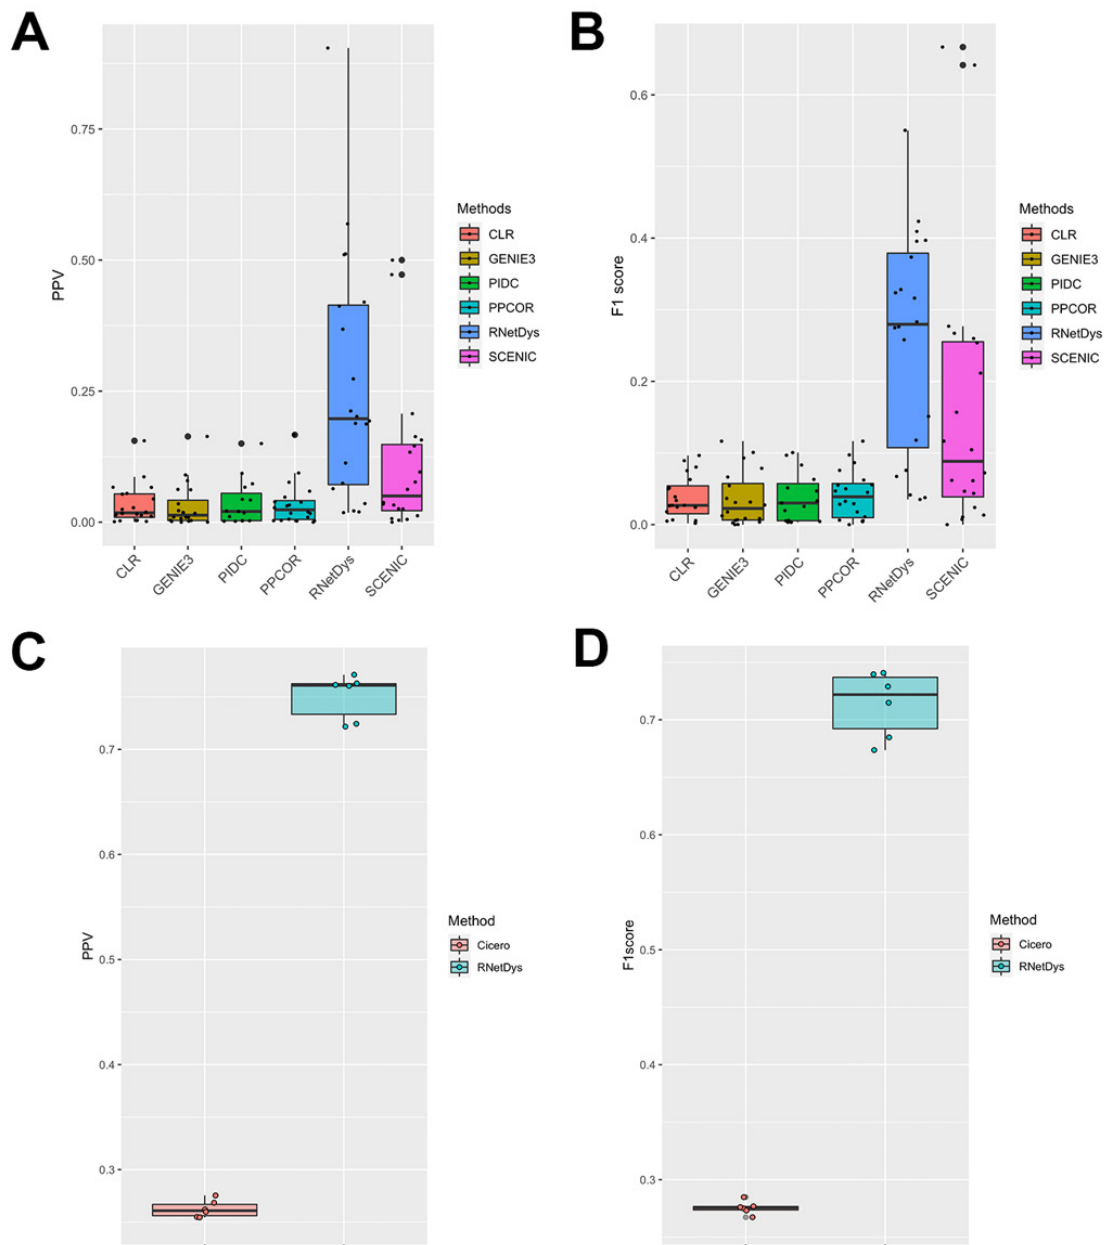 A
PPV
0.75
0.50
0.25
0.00
CLR
GENIE3
PIDC
PPCOR
RNetDys
SCENIC
Methods
CLR
GENIE3
PIDC
PPCOR
RNetDys
SCENIC
B
F1 score
0.6
0.4
0.2
0.0
CLR
GENIE3
PIDC
PPCOR
RNetDys
SCENIC
Methods
CLR
GENIE3
PIDC
PPCOR
RNetDys
SCENIC
C
PPV
0.7
0.6
0.5
0.4
0.3
Method
Cicero
RNetDys
D
F1score
0.7
0.6
0.5
0.4
0.3
Method
Cicero
RNetDys